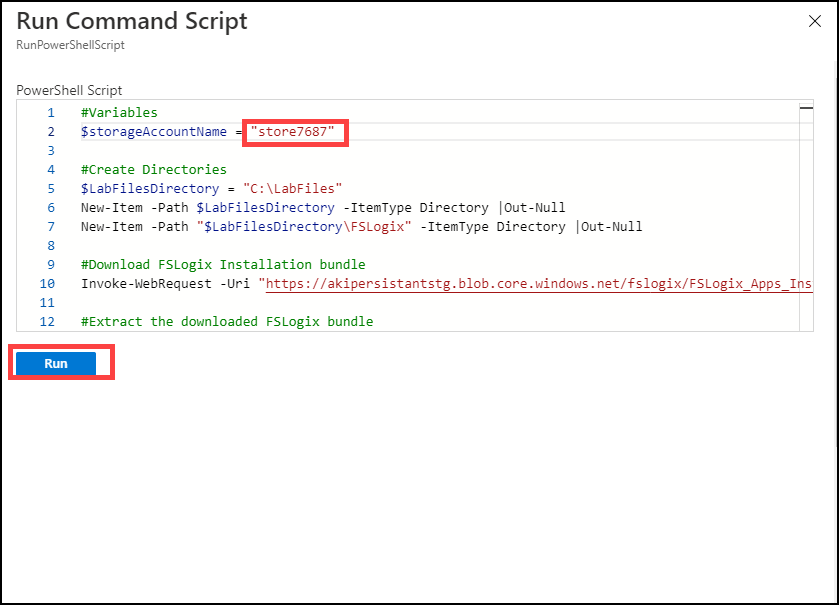 Run Command Script
RunPowerShellScript
PowerShell Script
1 #Variables
2 $storageAccountName = "store7687"
3
4 #Create Directories
5 $LabFilesDirectory = "C:\LabFiles"
6 New-Item -Path $LabFilesDirectory -ItemType Directory |Out-Null
7 New-Item -Path "$LabFilesDirectory\FSLogix" -ItemType Directory |Out-Null
8
9 #Download FSLogix Installation bundle
10 Invoke-WebRequest -Uri "https://akipersistantstg.blob.core.windows.net/fslogix/FSLogix_Apps_Ins
11
12 #Extract the downloaded FSLogix bundle
Run